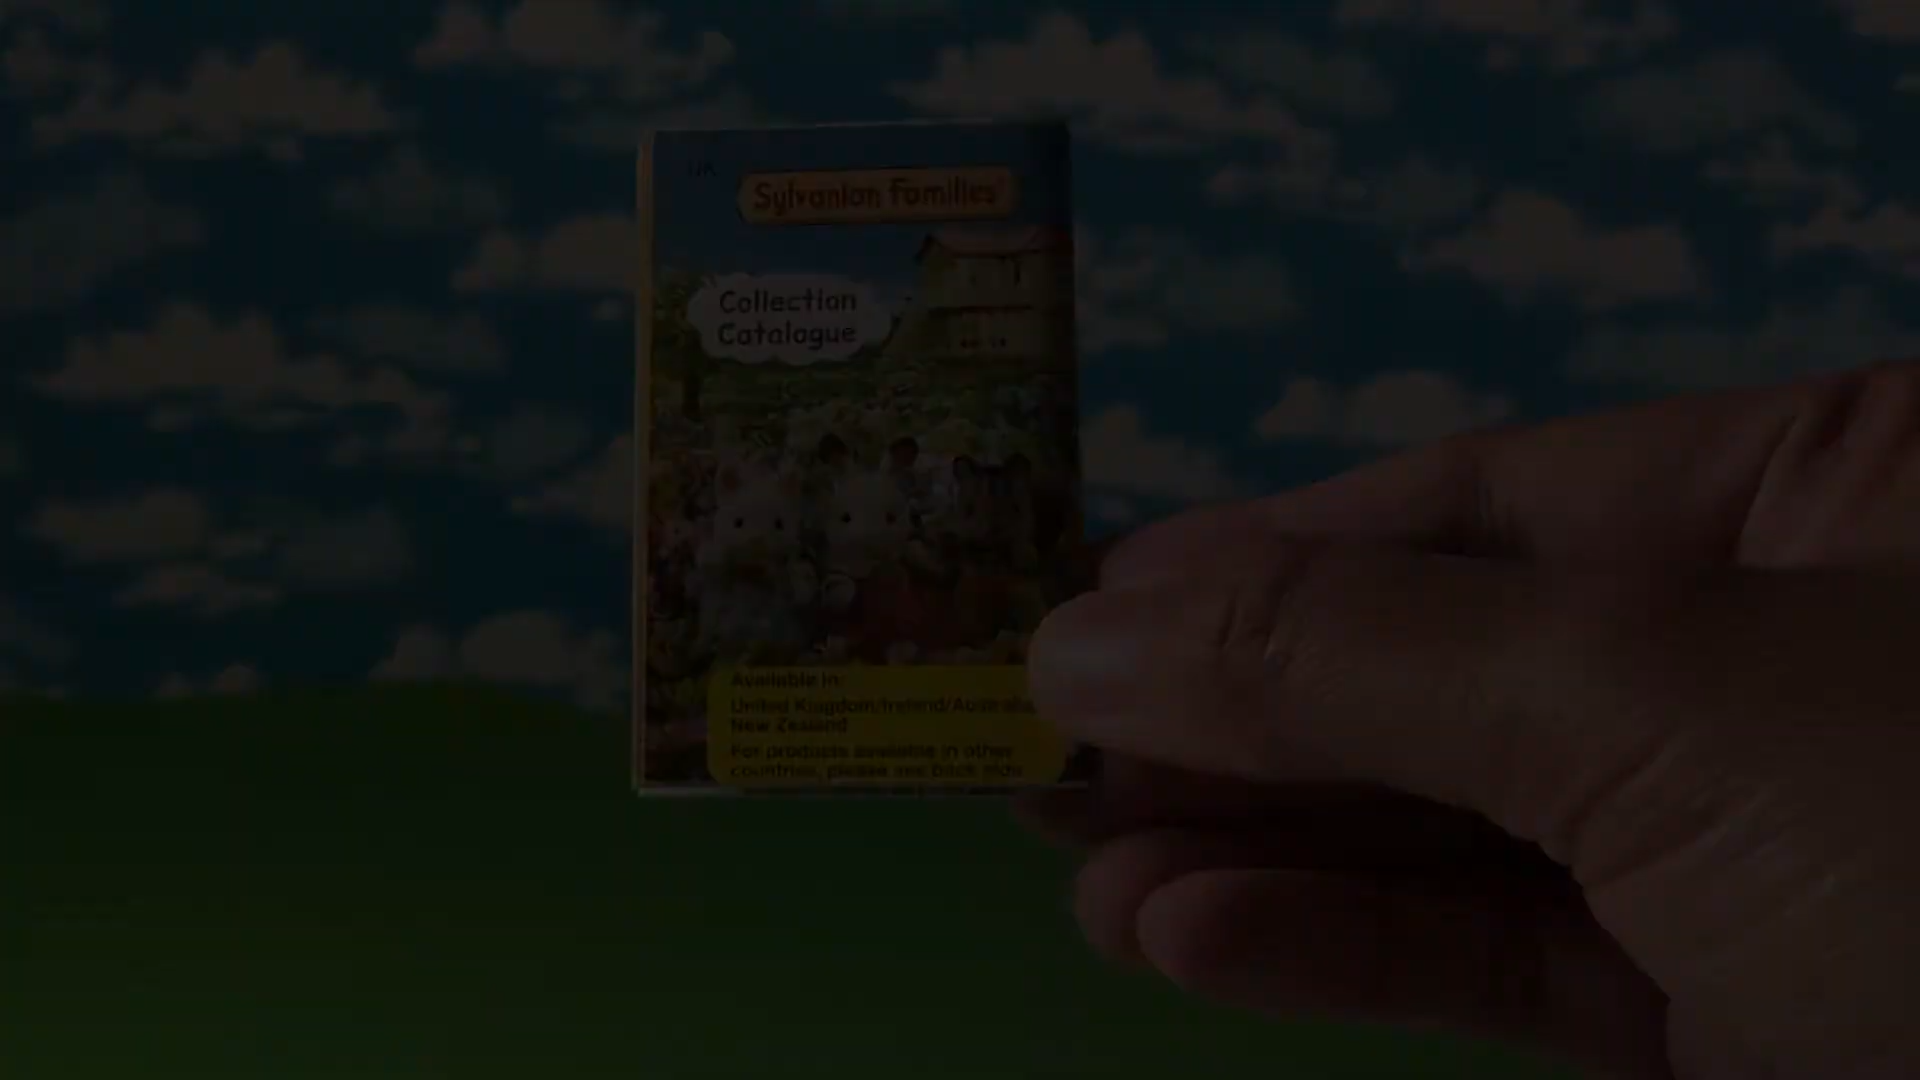 UK
Sylvanian Families
Collection
Catalogue
Available in:
United Kingdom/Ireland/Australia
New Zealand
For products available in other
countries, please see back side